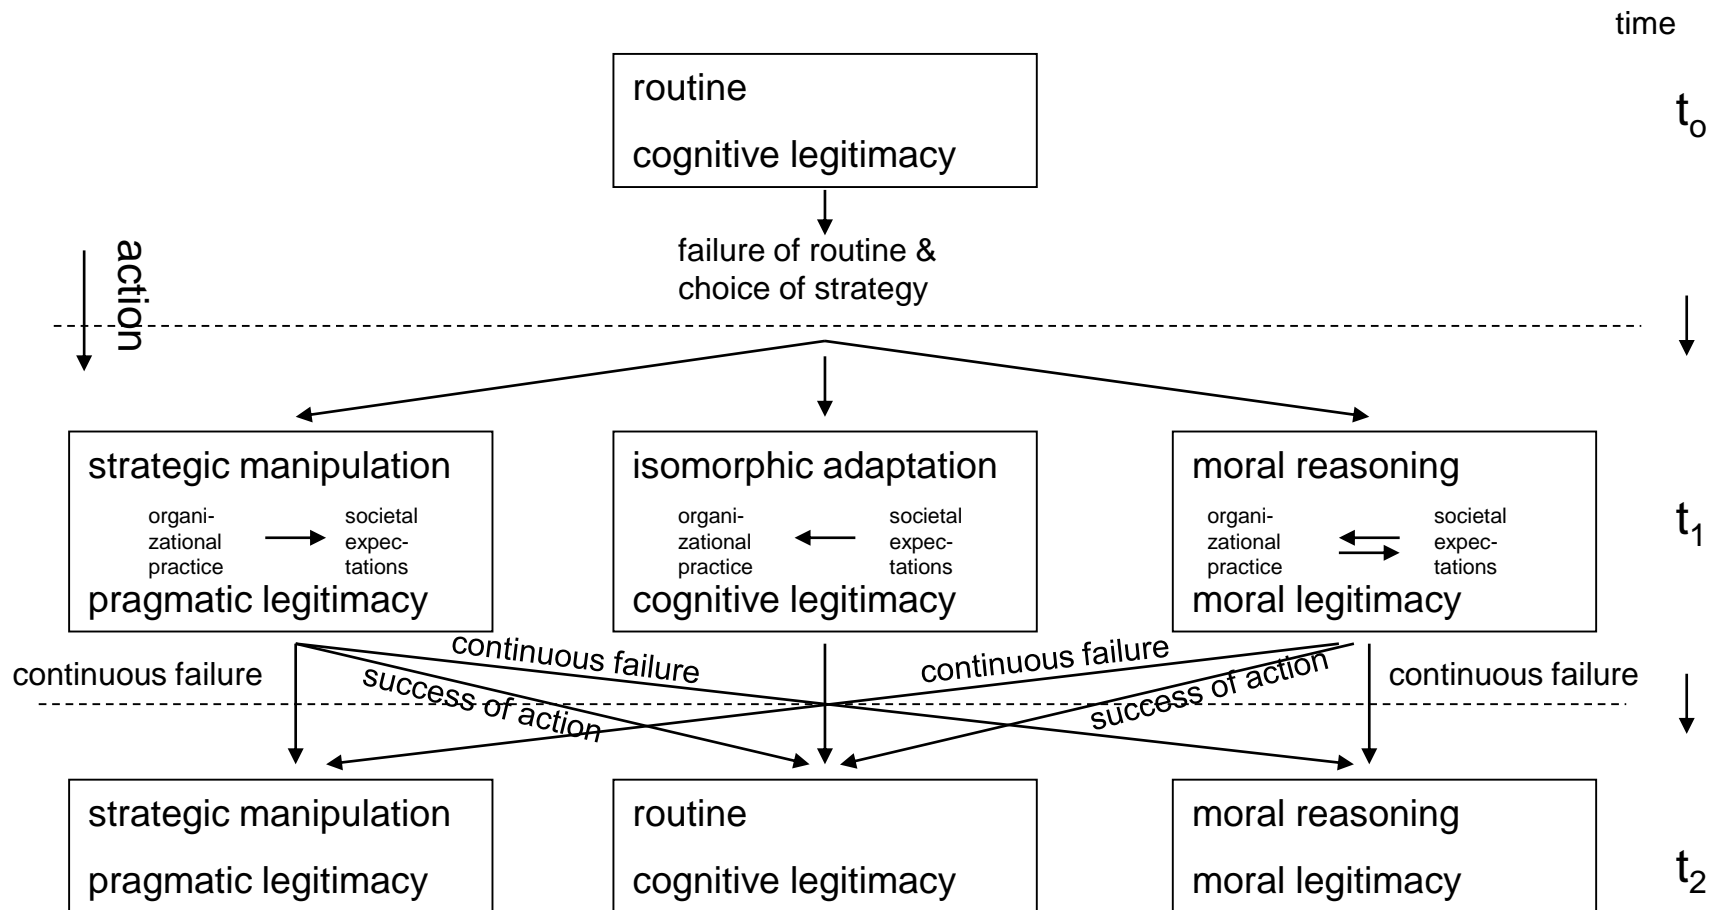 time
routine
cognitive legitimacy
to
action
failure of routine &
choice of strategy
strategic manipulation
organi-
zational
practice
societal
expec-
tations
pragmatic legitimacy
isomorphic adaptation
organi-
zational
practice
societal
expec-
tations
cognitive legitimacy
moral reasoning
organi-
zational
practice
societal
expec-
tations
moral legitimacy
t1
continuous failure
continuous failure
success of action
continuous failure
success of action
continuous failure
strategic manipulation
pragmatic legitimacy
routine
cognitive legitimacy
moral reasoning
moral legitimacy
t2